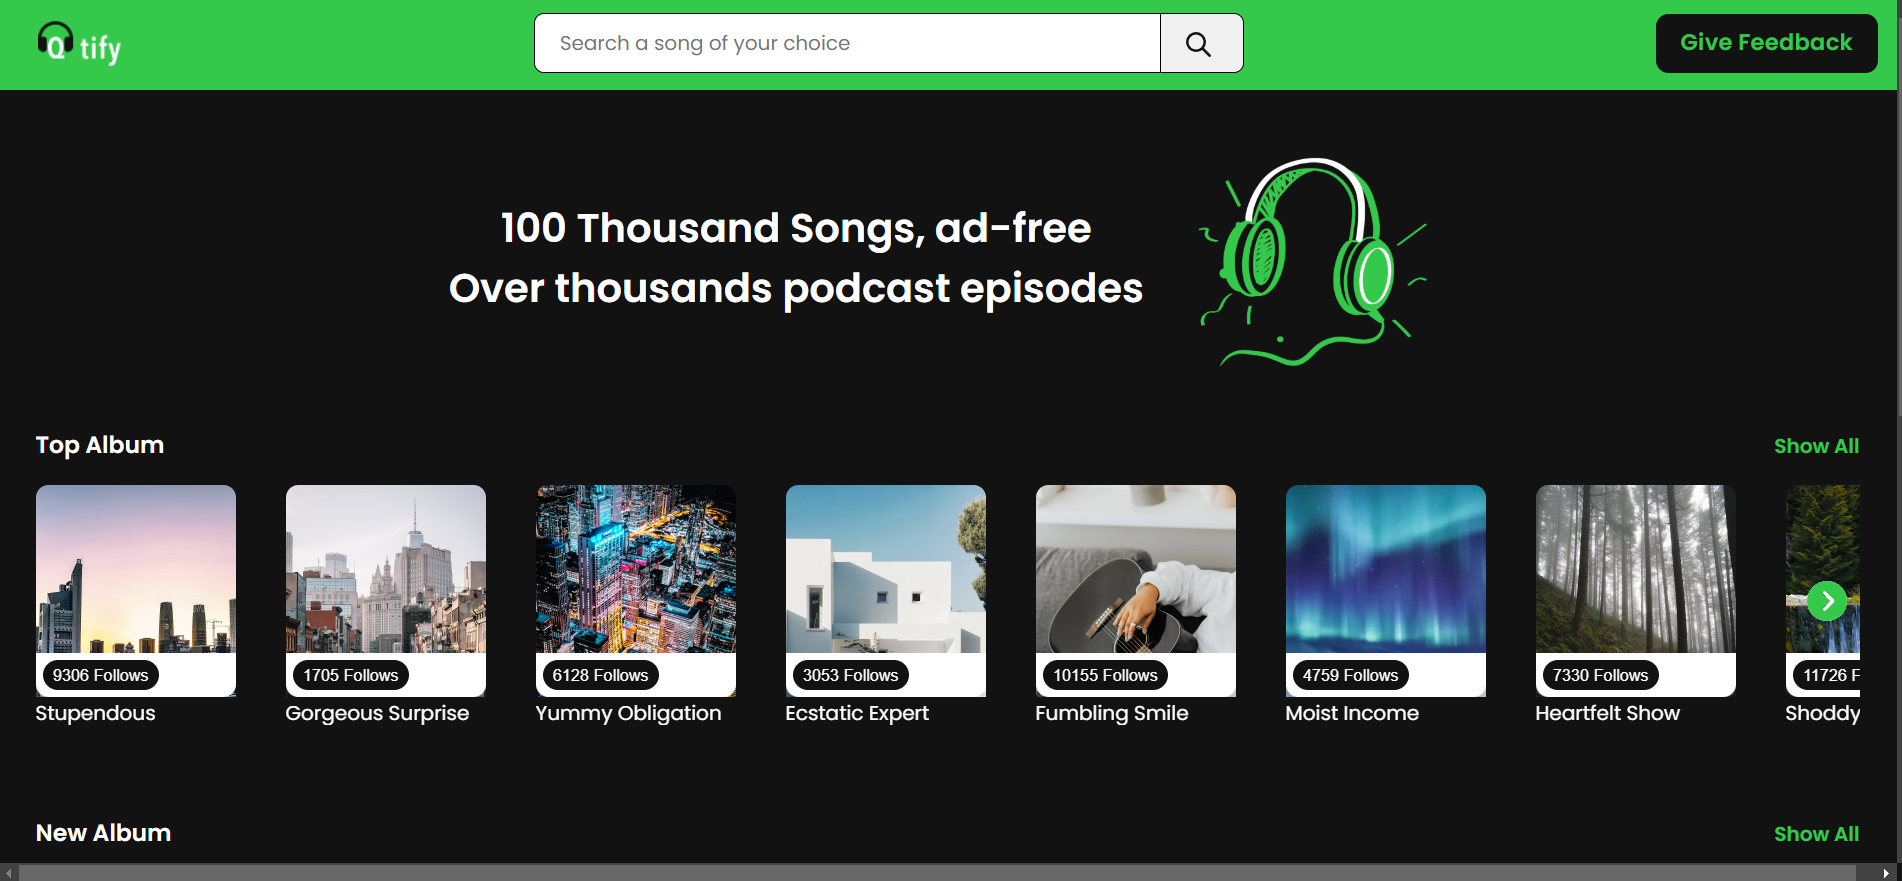 Qtify
Search a song of your choice
Give Feedback
100 Thousand Songs, ad-free
Over thousands podcast episodes
Top Album
Show All
9306 Follows
1705 Follows
6128 Follows
3053 Follows
10155 Follows
4759 Follows
7330 Follows
11726 F
Stupendous
Gorgeous Surprise
Yummy Obligation
Ecstatic Expert
Fumbling Smile
Moist Income
Heartfelt Show
Shoddy
New Album
Show All